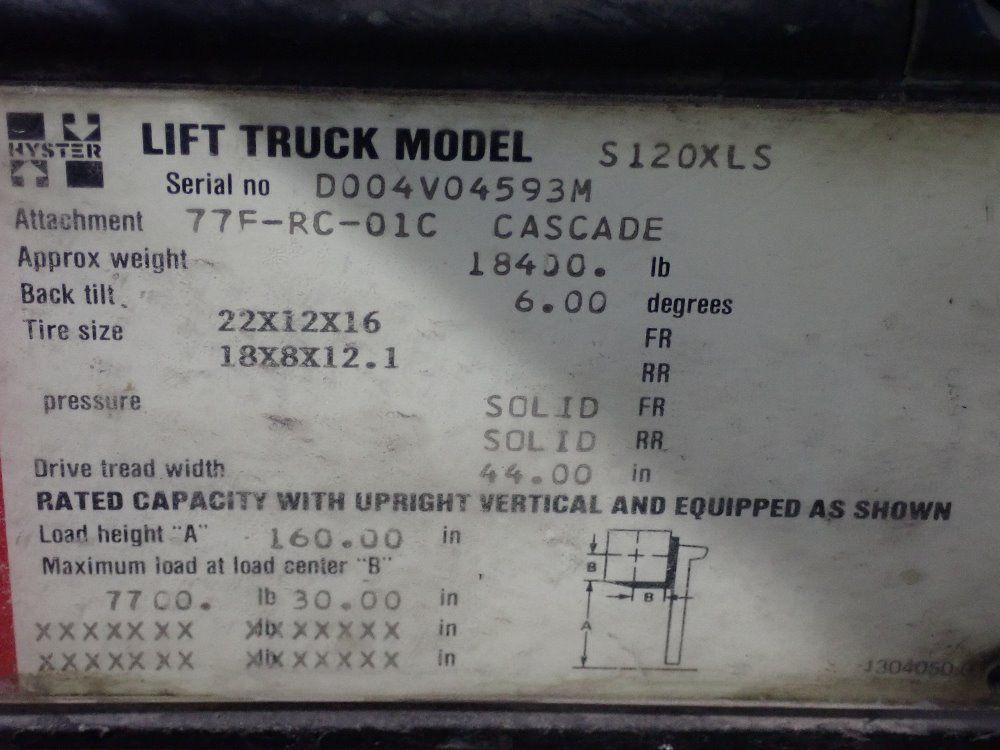 HYSTER
LIFT TRUCK MODEL S120XLS
Serial no D004V04593M
Attachment 77F-RC-01C CASCADE
Approx weight 18400. lb
Back tilt 6.00 degrees
Tire size 22X12X16 FR
18X8X12.1 RR
pressure SOLID FR
SOLID RR
Drive tread width 44.00 in
RATED CAPACITY WITH UPRIGHT VERTICAL AND EQUIPPED AS SHOWN
Load height "A" 160.00 in
Maximum load at load center "B"
7700. lb 30.00 in
XXXXXXX XXXXXXX in
XXXXXXX XXXXXXX in
B
B
A